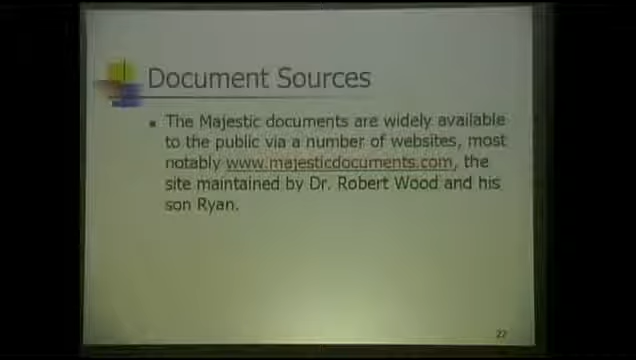 Document Sources
The Majestic documents are widely available
to the public via a number of websites, most
notably www.majesticdocuments.com, the
site maintained by Dr. Robert Wood and his
son Ryan.
22